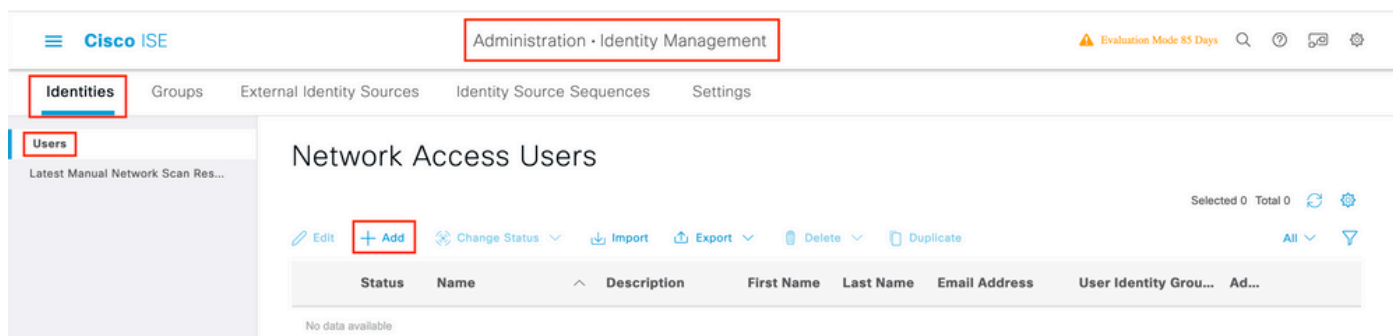 Cisco ISE Administration · Identity Management Evaluation Mode 85 Days
Identities Groups External Identity Sources Identity Source Sequences Settings
Users
Latest Manual Network Scan Res...
Network Access Users
Selected 0 Total 0
Edit Add Change Status Import Export Delete Duplicate All
Status Name Description First Name Last Name Email Address User Identity Grou... Ad...
No data available